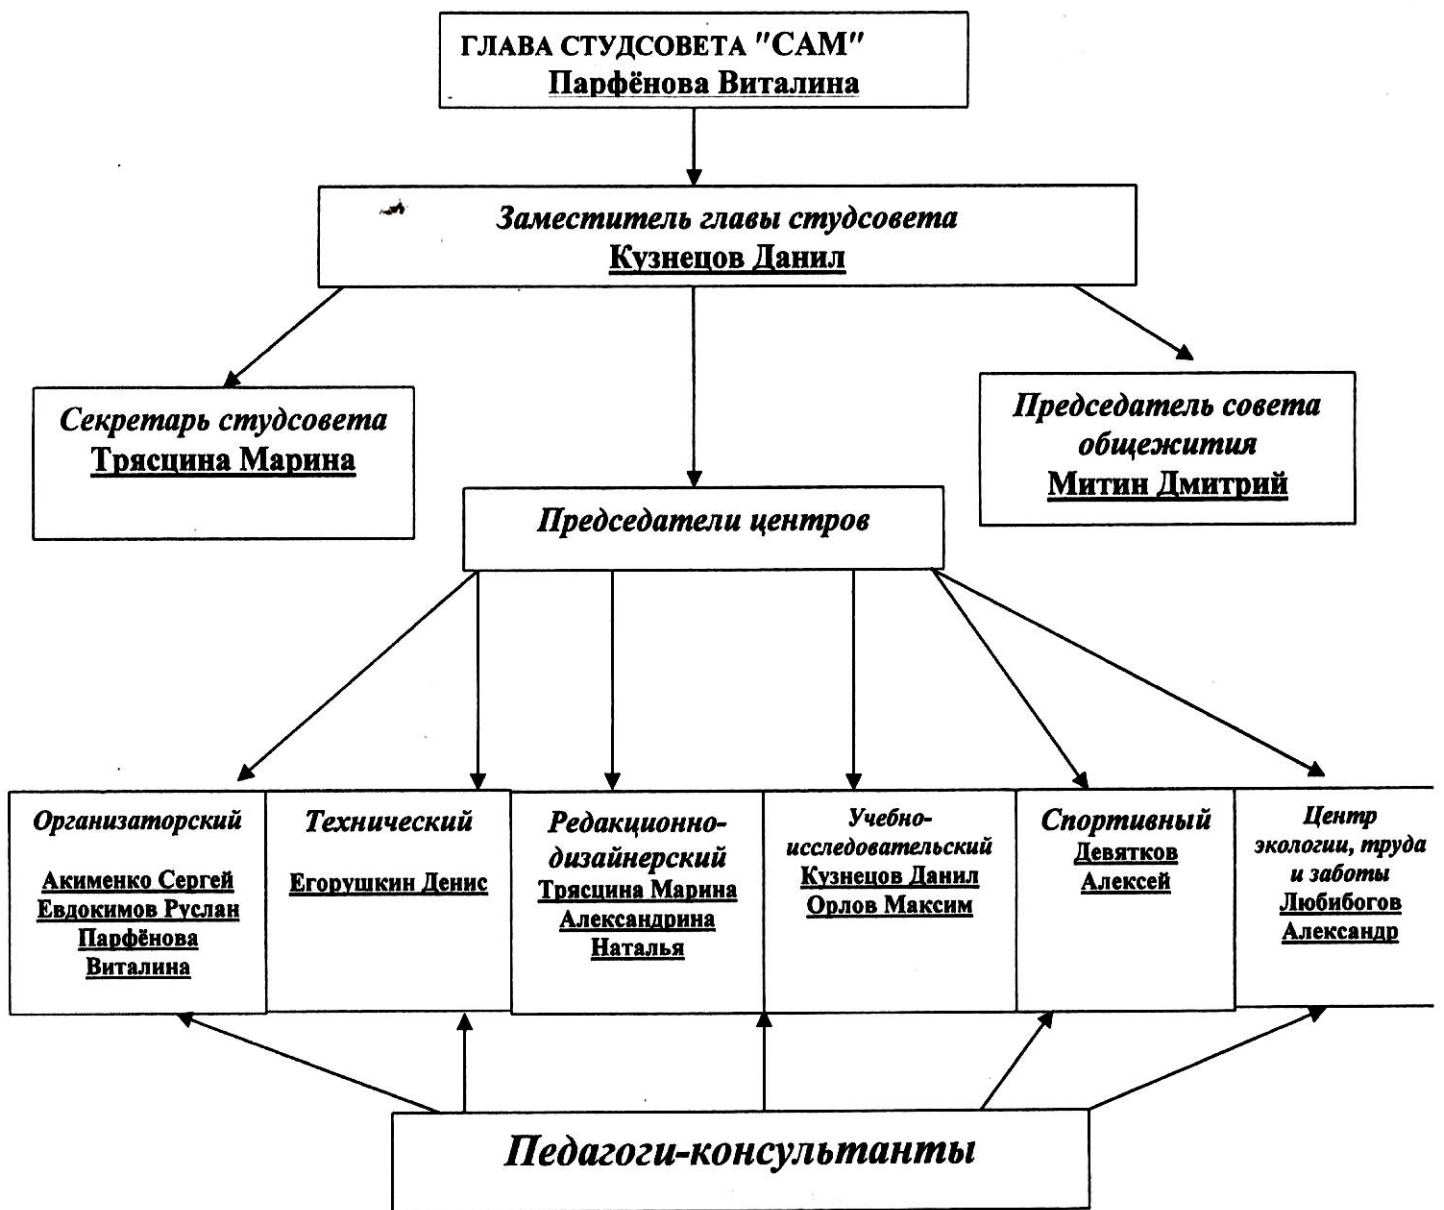 ГЛАВА СТУДСОВЕТА "САМ"
Парфёнова Виталина
Заместитель главы студсовета
Кузнецов Данил
Секретарь студсовета
Трясцина Марина
Председатель совета
общежития
Митин Дмитрий
Председатели центров
Организаторский
Акименко Сергей
Евдокимов Руслан
Парфёнова
Виталина
Технический
Егорушкин Денис
Редакционно-
дизайнерский
Трясцина Марина
Александрина
Наталья
Учебно-
исследовательский
Кузнецов Данил
Орлов Максим
Спортивный
Девятков
Алексей
Центр
экологии, труда
и заботы
Любибогов
Александр
Педагоги-консультанты